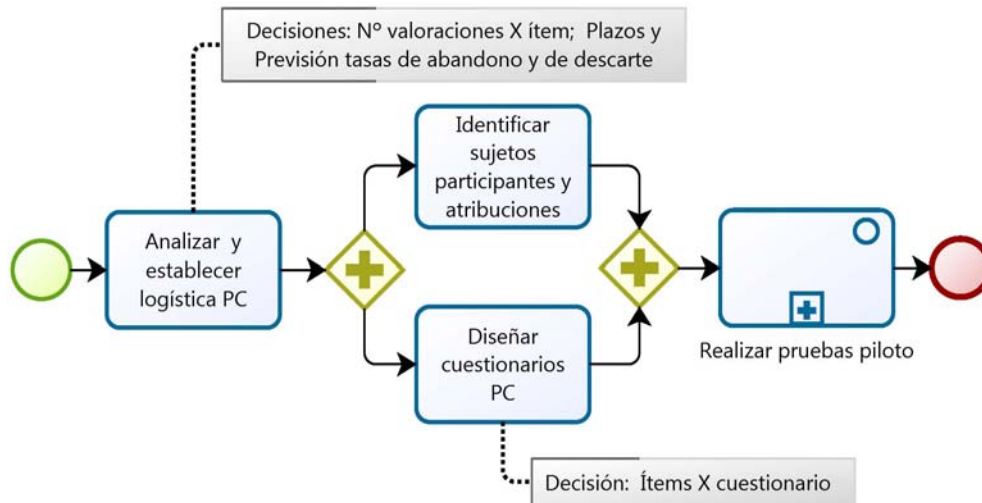 Decisiones: Nº valoraciones X ítem; Plazos y
Previsión tasas de abandono y de descarte
Identificar
sujetos
participantes y
atribuciones
Analizar y
establecer
logística PC
Diseñar
cuestionarios
PC
Realizar pruebas piloto
Decisión: Ítems X cuestionario